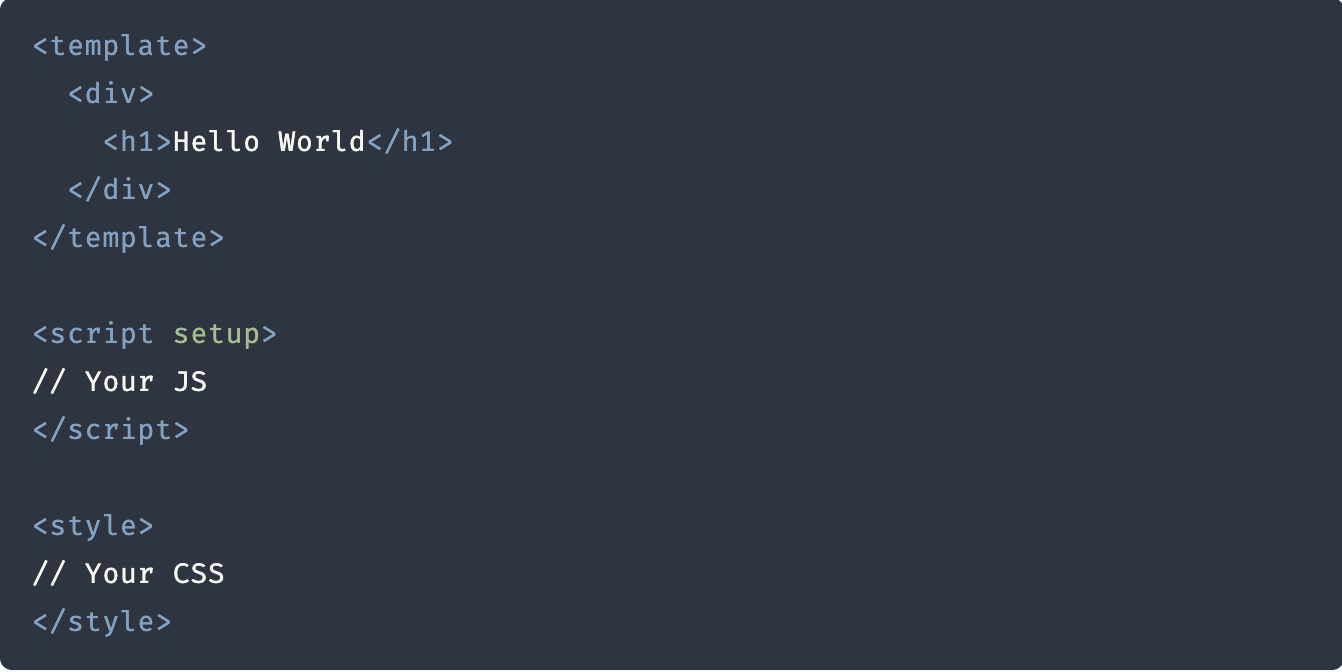 <template>
  <div>
    <h1>Hello World</h1>
  </div>
</template>

<script setup>
// Your JS
</script>

<style>
// Your CSS
</style>